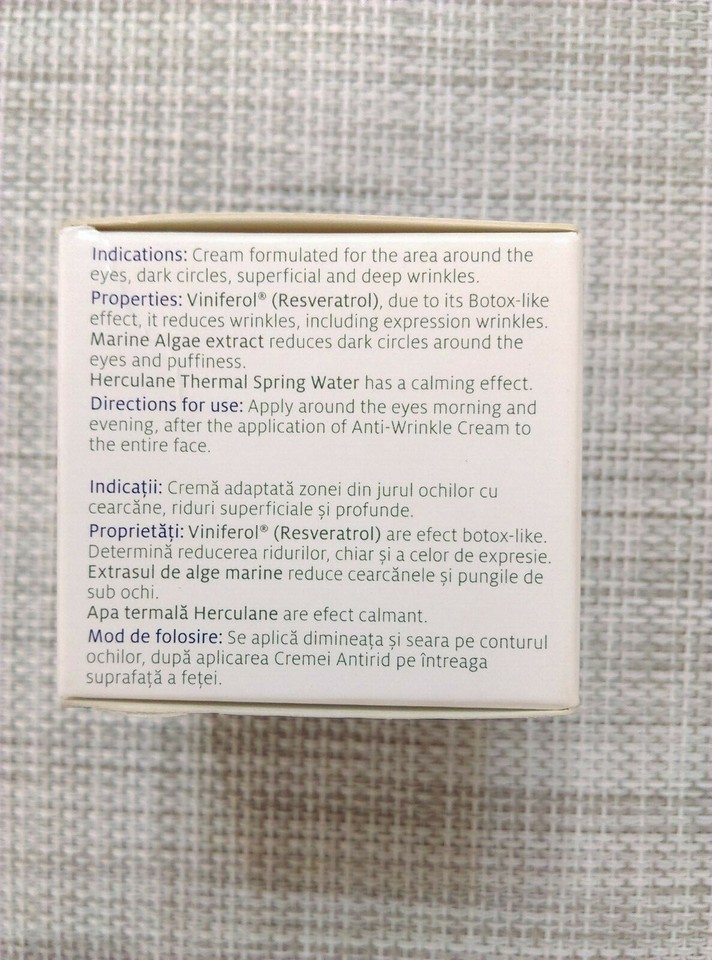 Indications: Cream formulated for the area around the
eyes, dark circles, superficial and deep wrinkles.
Properties: Viniferol® (Resveratrol), due to its Botox-like
effect, it reduces wrinkles, including expression wrinkles.
Marine Algae extract reduces dark circles around the
eyes and puffiness.
Herculane Thermal Spring Water has a calming effect.
Directions for use: Apply around the eyes morning and
evening, after the application of Anti-Wrinkle Cream to
the entire face.
Indicații: Cremă adaptată zonei din jurul ochilor cu
cearcăne, riduri superficiale și profunde.
Proprietăți: Viniferol® (Resveratrol) are efect botox-like.
Determină reducerea ridurilor, chiar și a celor de expresie.
Extrasul de alge marine reduce cearcănele și pungile de
sub ochi.
Apa termală Herculane are efect calmant.
Mod de folosire: Se aplică dimineața și seara pe conturul
ochilor, după aplicarea Cremei Antirid pe întreaga
suprafață a feței.